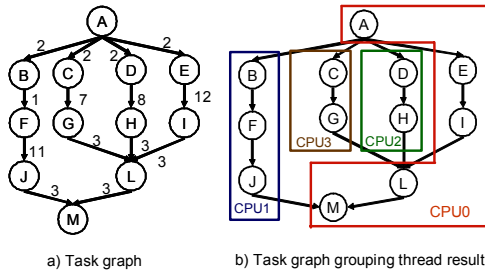 A
A
2
2
2
2
B
C
D
E
B
C
D
E
1
7
8
12
F
G
H
I
F
G
H
I
11
3
3
3
CPU3
CPU2
J
L
J
L
3
3
M
CPU1
M
CPU0
a) Task graph
b) Task graph grouping thread result